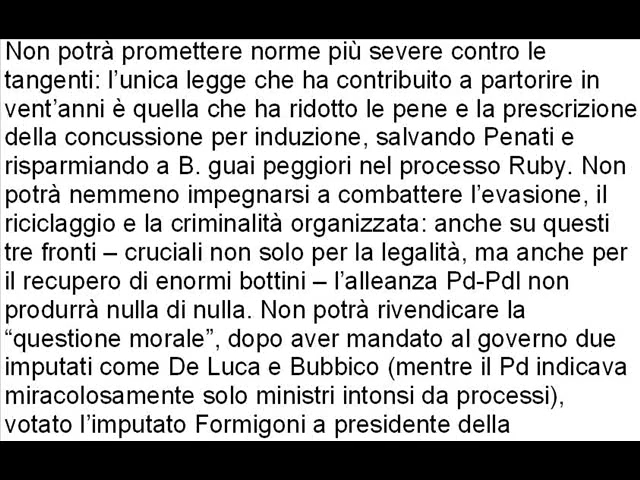 Non potrà promettere norme più severe contro le
tangenti: l’unica legge che ha contribuito a partorire in
vent’anni è quella che ha ridotto le pene e la prescrizione
della concussione per induzione, salvando Penati e
risparmiando a B. guai peggiori nel processo Ruby. Non
potrà nemmeno impegnarsi a combattere l’evasione, il
riciclaggio e la criminalità organizzata: anche su questi
tre fronti – cruciali non solo per la legalità, ma anche per
il recupero di enormi bottini – l’alleanza Pd-Pdl non
produrrà nulla di nulla. Non potrà rivendicare la
“questione morale”, dopo aver mandato al governo due
imputati come De Luca e Bubbico (mentre il Pd indicava
miracolosamente solo ministri intonsi da processi),
votato l’imputato Formigoni a presidente della